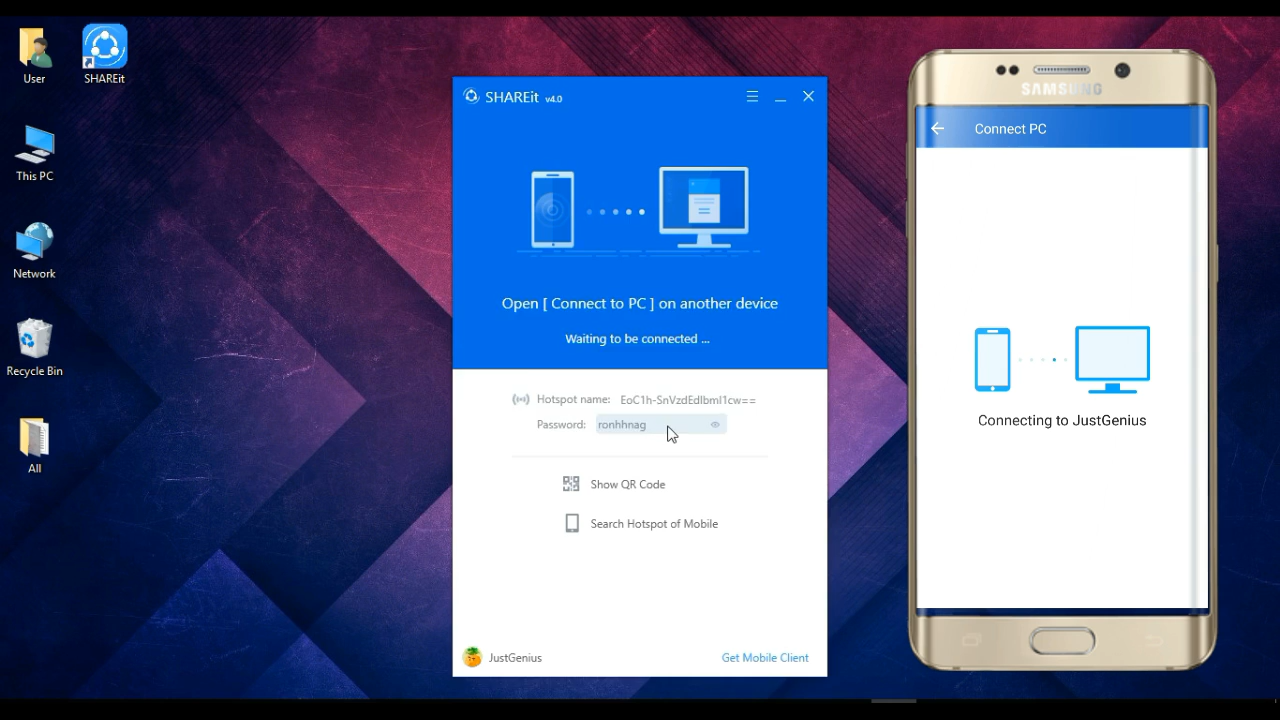 User
SHAREit
This PC
Network
Recycle Bin
All
SHAREit v4.0
Open [ Connect to PC ] on another device
Waiting to be connected ...
Hotspot name: EoC1h-SnVzdEdlbml1cw==
Password: ronhhnag
Show QR Code
Search Hotspot of Mobile
JustGenius
Get Mobile Client
SAMSUNG
Connect PC
Connecting to JustGenius